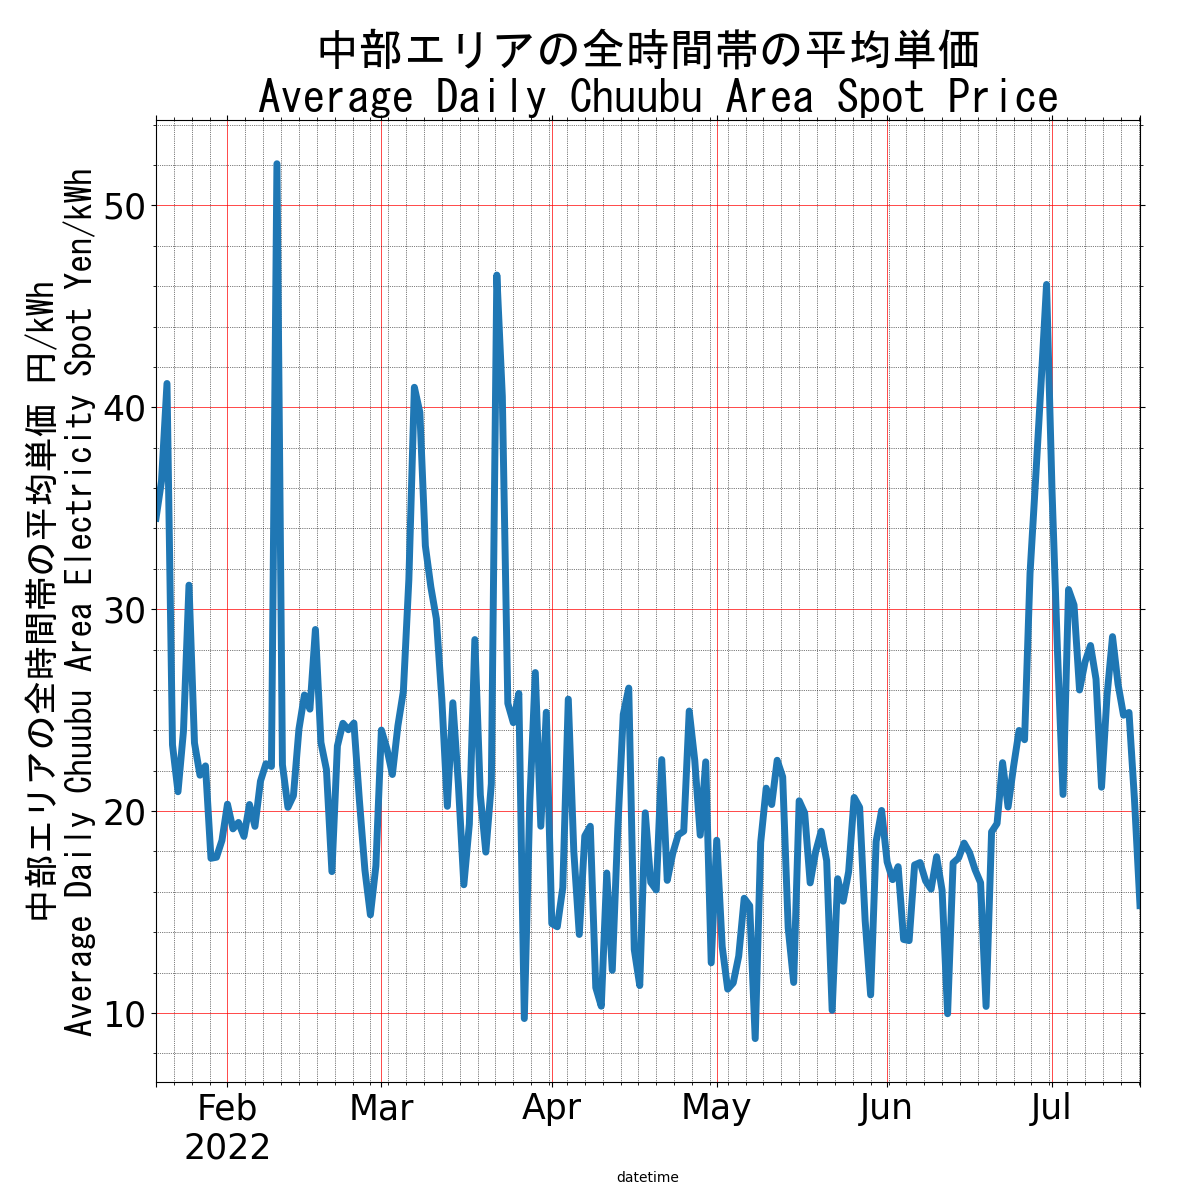 中部エリアの全時間帯の平均単価
Average Daily Chuubu Area Spot Price
中部エリアの全時間帯の平均単価 円/kWh
Average Daily Chuubu Area Electricity Spot Yen/kWh
50
40
30
20
10
Feb
2022
Mar
Apr
May
Jun
Jul
datetime